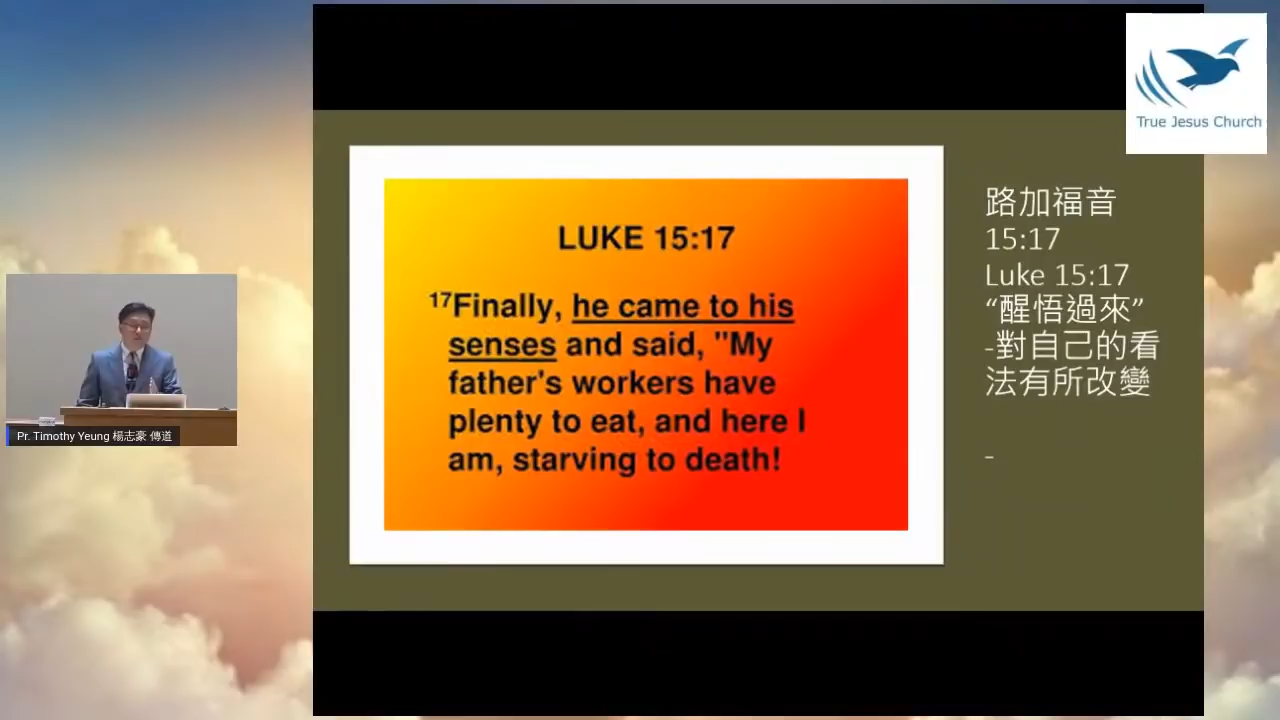 True Jesus Church
LUKE 15:17
17Finally, he came to his
senses and said, "My
father's workers have
plenty to eat, and here I
am, starving to death!
路加福音
15:17
Luke 15:17
“醒悟過來”
-對自己的看
法有所改變
-
Pr. Timothy Yeung 楊志豪 傳道